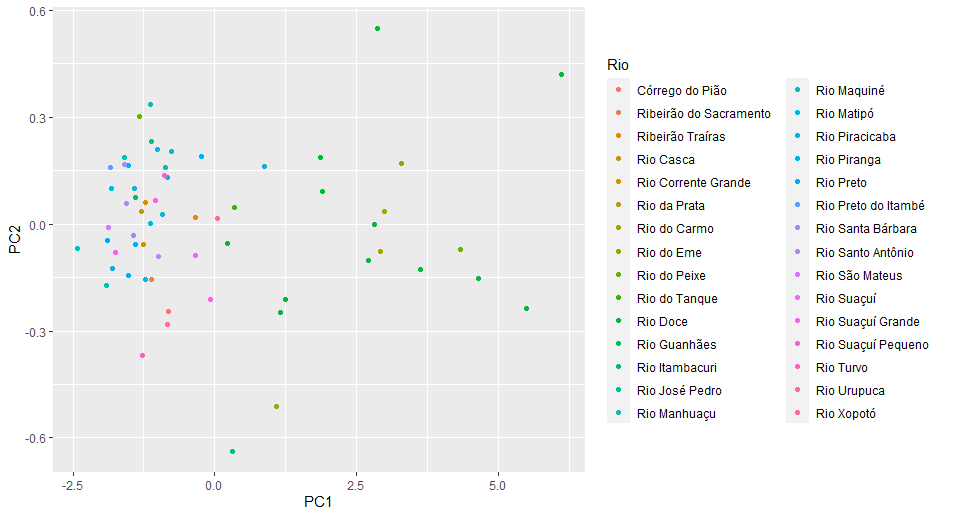 0.6
0.3
0.0
-0.3
-0.6
PC2
-2.5 0.0 2.5 5.0
PC1
Rio
Córrego do Pião
Ribeirão do Sacramento
Ribeirão Traíras
Rio Casca
Rio Corrente Grande
Rio da Prata
Rio do Carmo
Rio do Eme
Rio do Peixe
Rio do Tanque
Rio Doce
Rio Guanhães
Rio Itambacuri
Rio José Pedro
Rio Manhuaçu
Rio Maquiné
Rio Matipó
Rio Piracicaba
Rio Piranga
Rio Preto
Rio Preto do Itambé
Rio Santa Bárbara
Rio Santo Antônio
Rio São Mateus
Rio Suaçuí
Rio Suaçuí Grande
Rio Suaçuí Pequeno
Rio Turvo
Rio Urupuca
Rio Xopotó